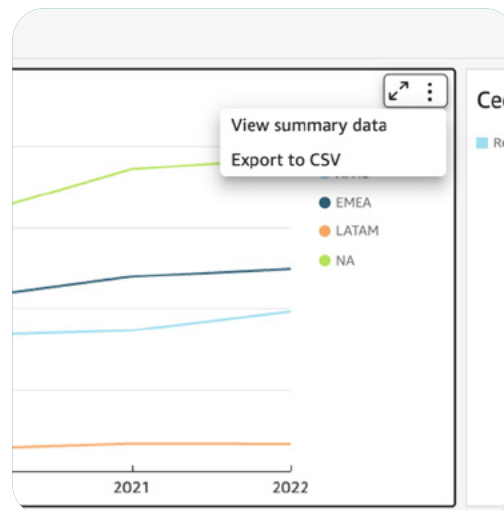 View summary data
Export to CSV
EMEA
LATAM
NA
2021
2022